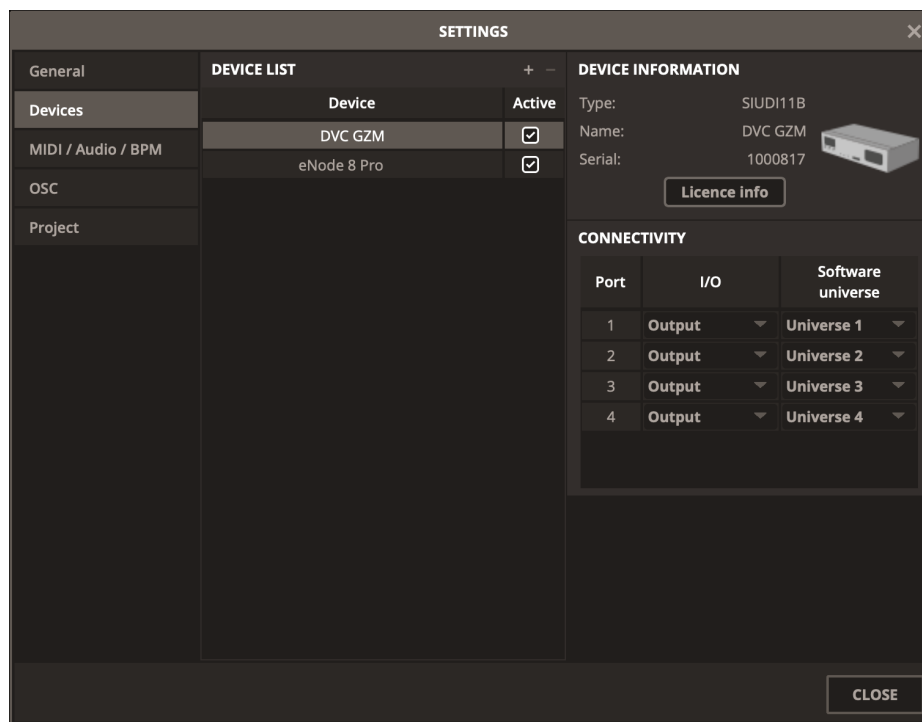 SETTINGS
General
Devices
MIDI / Audio / BPM
OSC
Project
DEVICE LIST
Device Active
DVC GZM
eNode 8 Pro
DEVICE INFORMATION
Type: SIUDI11B
Name: DVC GZM
Serial: 1000817
Licence info
CONNECTIVITY
Port I/O Software universe
1 Output Universe 1
2 Output Universe 2
3 Output Universe 3
4 Output Universe 4
CLOSE